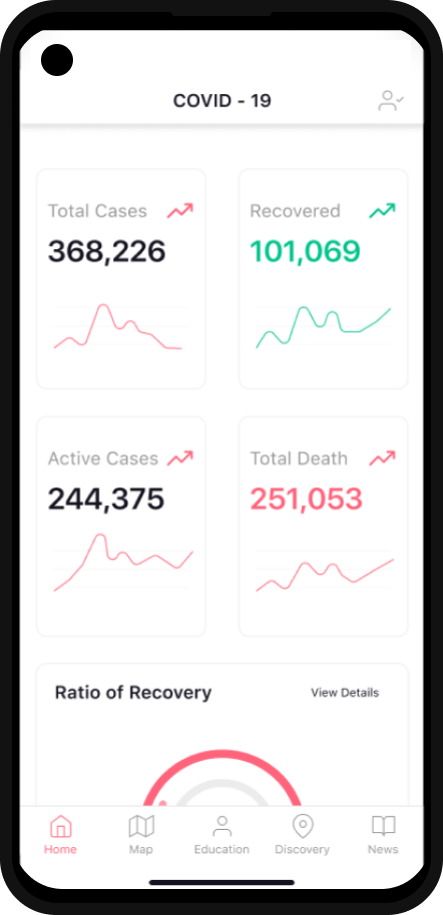 COVID - 19
Total Cases
368,226
Recovered
101,069
Active Cases
244,375
Total Death
251,053
Ratio of Recovery
View Details
Home
Map
Education
Discovery
News